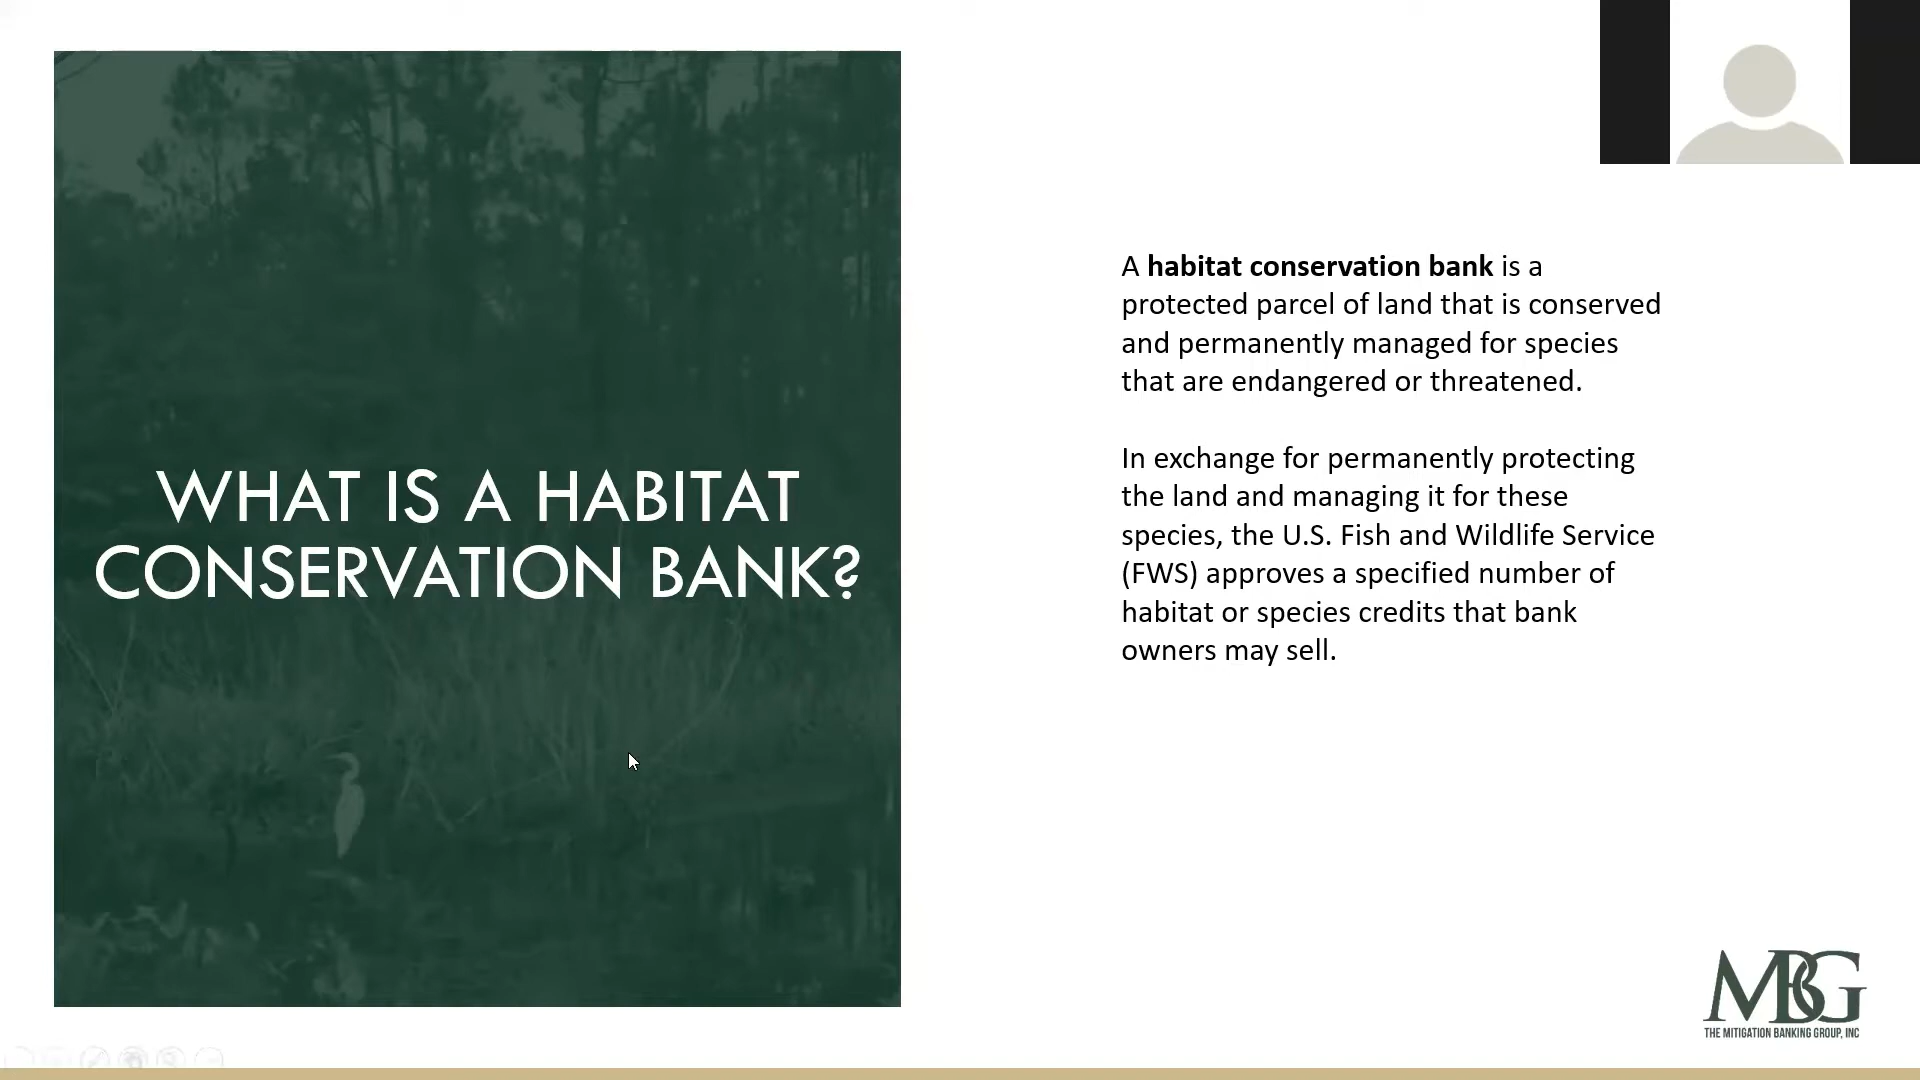 WHAT IS A HABITAT
CONSERVATION BANK?
A habitat conservation bank is a
protected parcel of land that is conserved
and permanently managed for species
that are endangered or threatened.
In exchange for permanently protecting
the land and managing it for these
species, the U.S. Fish and Wildlife Service
(FWS) approves a specified number of
habitat or species credits that bank
owners may sell.
MBG
THE MITIGATION BANKING GROUP, INC